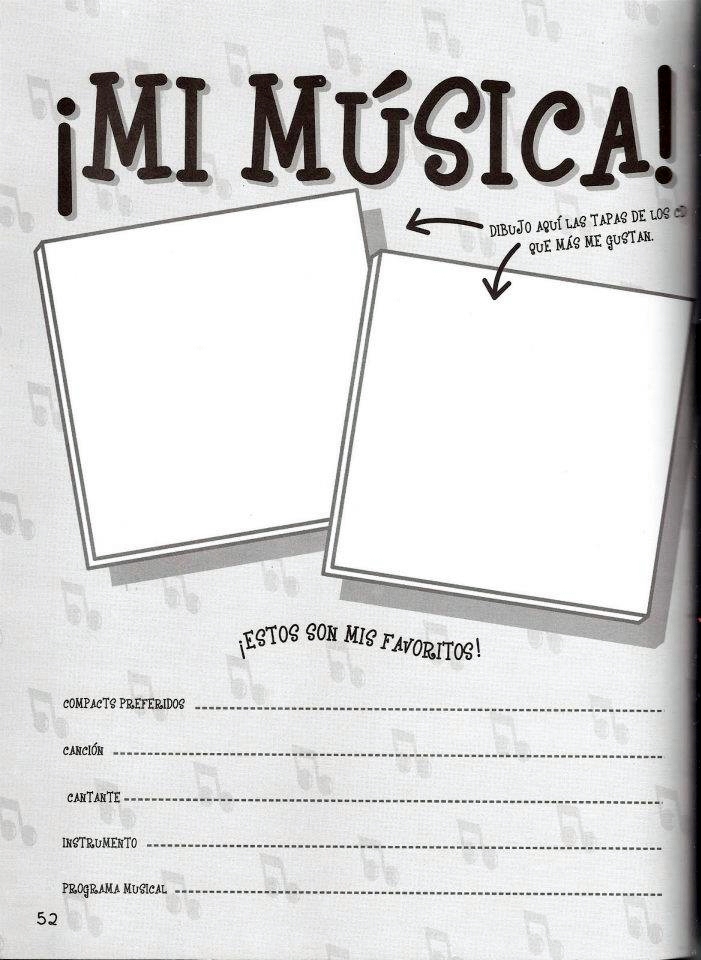 ¡MI MÚSICA!
DIBUJO AQUÍ LAS TAPAS DE LOS CD
QUE MÁS ME GUSTAN.
¡ESTOS SON MIS FAVORITOS!
COMPACTS PREFERIDOS
CANCIÓN
CANTANTE
INSTRUMENTO
PROGRAMA MUSICAL
52